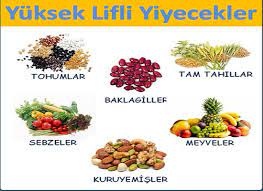 Yüksek Lifli Yiyecekler
TOHUMLAR
BAKLAGİLLER
TAM TAHILLAR
SEBZELER
KURUYEMİŞLER
MEYVELER